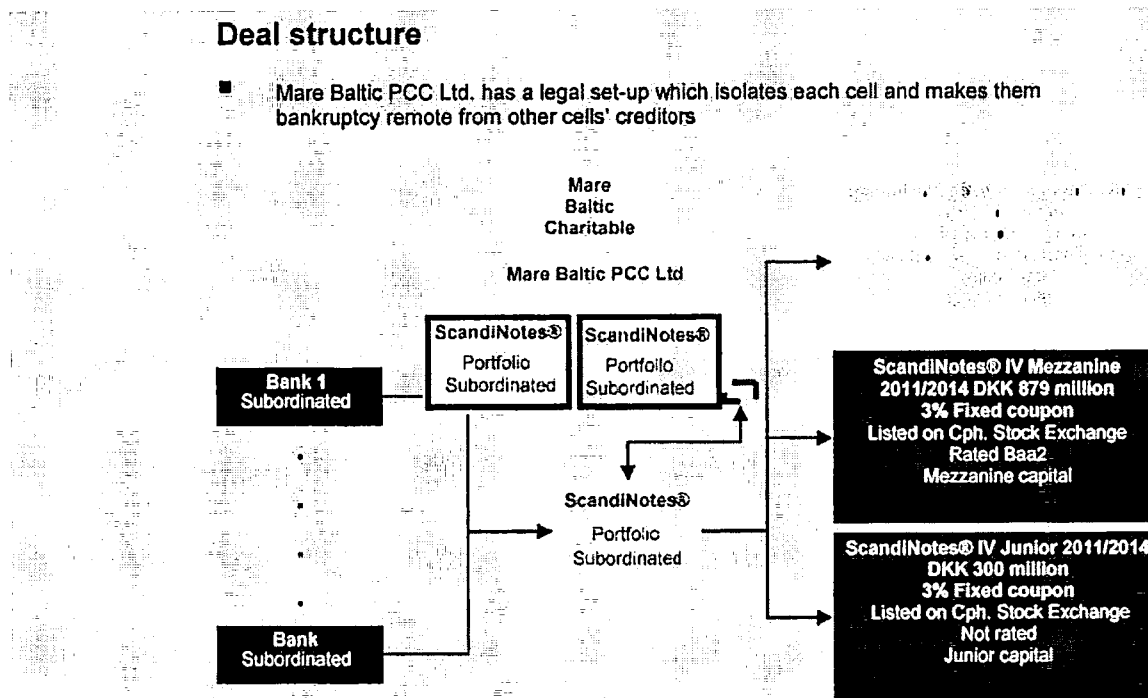 Deal structure
Mare Baltic PCC Ltd. has a legal set-up which isolates each cell and makes them
bankruptcy remote from other cells' creditors
Mare
Baltic
Charitable
Mare Baltic PCC Ltd
ScandiNotes®
Portfolio
Subordinated
ScandiNotes®
Portfolio
Subordinated
Bank 1
Subordinated
ScandiNotes®
Portfolio
Subordinated
Bank
Subordinated
ScandiNotes® IV Mezzanine
2011/2014 DKK 879 million
3% Fixed coupon
Listed on Cph. Stock Exchange
Rated Baa2
Mezzanine capital
ScandiNotes® IV Junior 2011/2014
DKK 300 million
3% Fixed coupon
Listed on Cph. Stock Exchange
Not rated
Junior capital